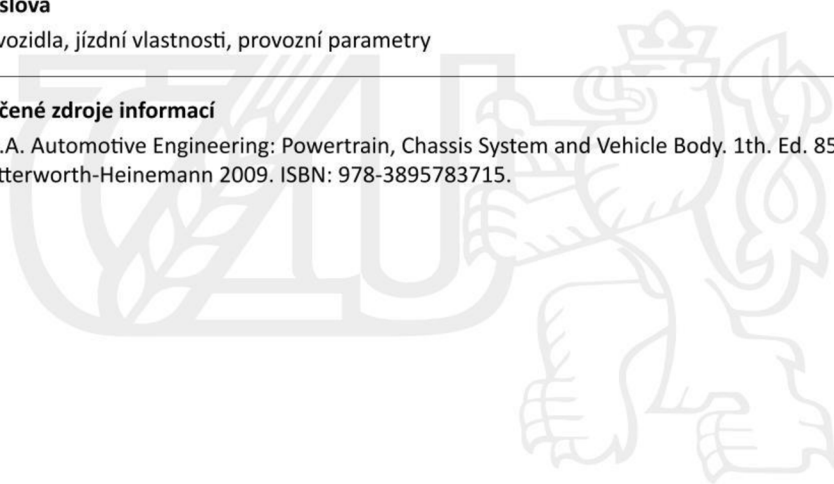 slova
vozidla, jízdní vlastnosti, provozní parametry
čené zdroje informací
.A. Automotive Engineering: Powertrain, Chassis System and Vehicle Body. 1th. Ed. 85
tterworth-Heinemann 2009. ISBN: 978-3895783715.